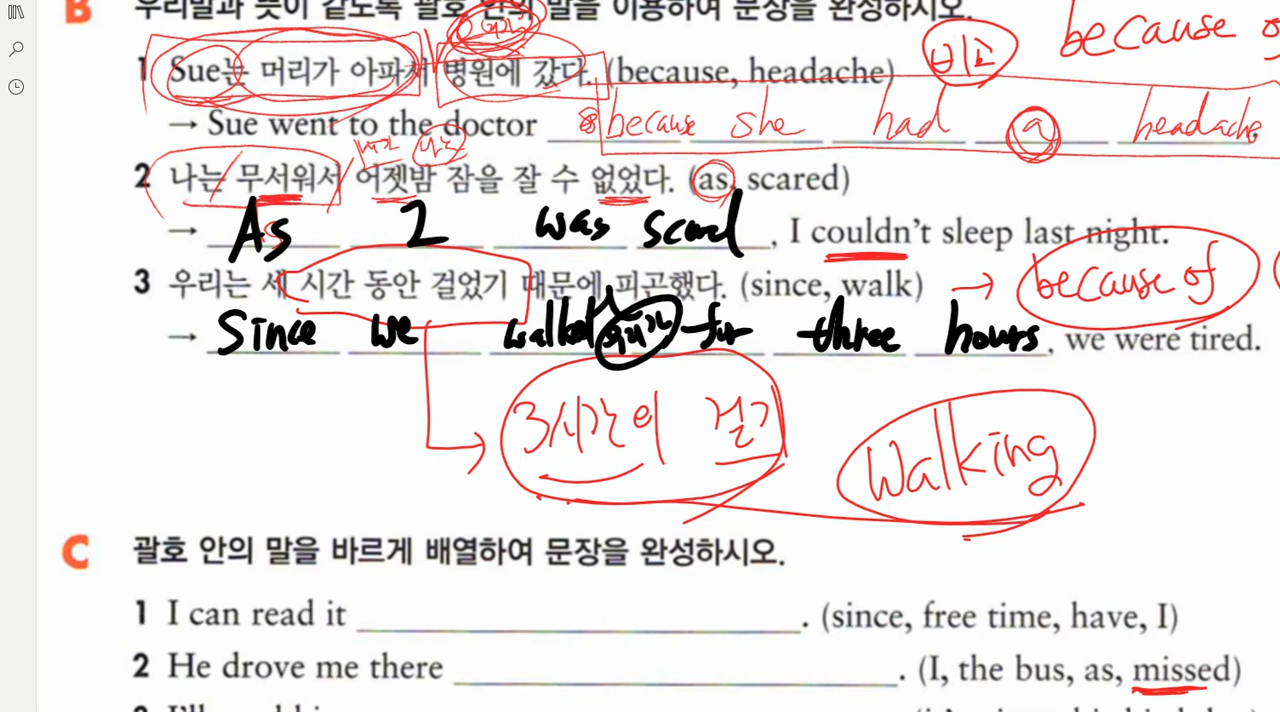 B 우리말과 뜻이 같도록 괄호 안의 말을 이용하여 문장을 완성하시오.
because
비교
1 Sue는 머리가 아파서 병원에 갔다. (because, headache)
→ Sue went to the doctor because she had a headache
2 나는 무서워서 어젯밤 잠을 잘 수 없었다. (as, scared)
→ As I was scared, I couldn't sleep last night.
3 우리는 세 시간 동안 걸었기 때문에 피곤했다. (since, walk) → because of
→ Since we walked for three hours, we were tired.
3시간이 걷기
Walking
C 괄호 안의 말을 바르게 배열하여 문장을 완성하시오.
1 I can read it . (since, free time, have, I)
2 He drove me there . (I, the bus, as, missed)